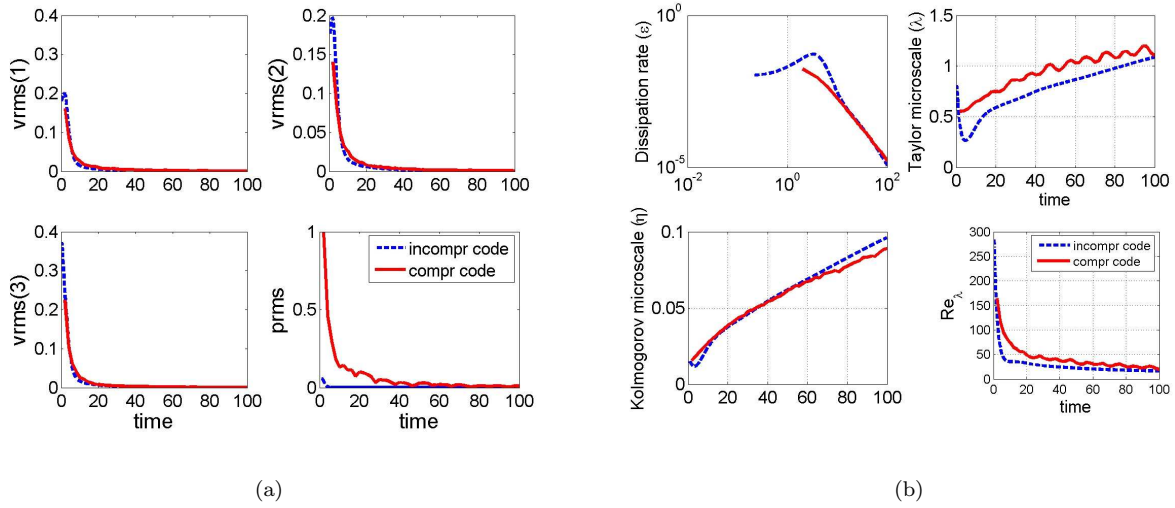 vrms(1)
0.4
0.3
0.2
0.1
0
0 20 40 60 80 100
vrms(2)
0.2
0.15
0.1
0.05
0
0 20 40 60 80 100
vrms(3)
0.4
0.3
0.2
0.1
0
0 20 40 60 80 100
time
prms
1
0.5
0
incompr code
compr code
0 20 40 60 80 100
time
(a)
Dissipation rate (ε)
10^0
10^-5
10^-2 10^0 10^2
Taylor microscale (λ)
1.5
1
0.5
0
0 20 40 60 80 100
time
Kolmogorov microscale (η)
0.1
0.05
0
0 20 40 60 80 100
Re_λ
300
250
200
150
100
50
0
incompr code
compr code
0 20 40 60 80 100
time
(b)